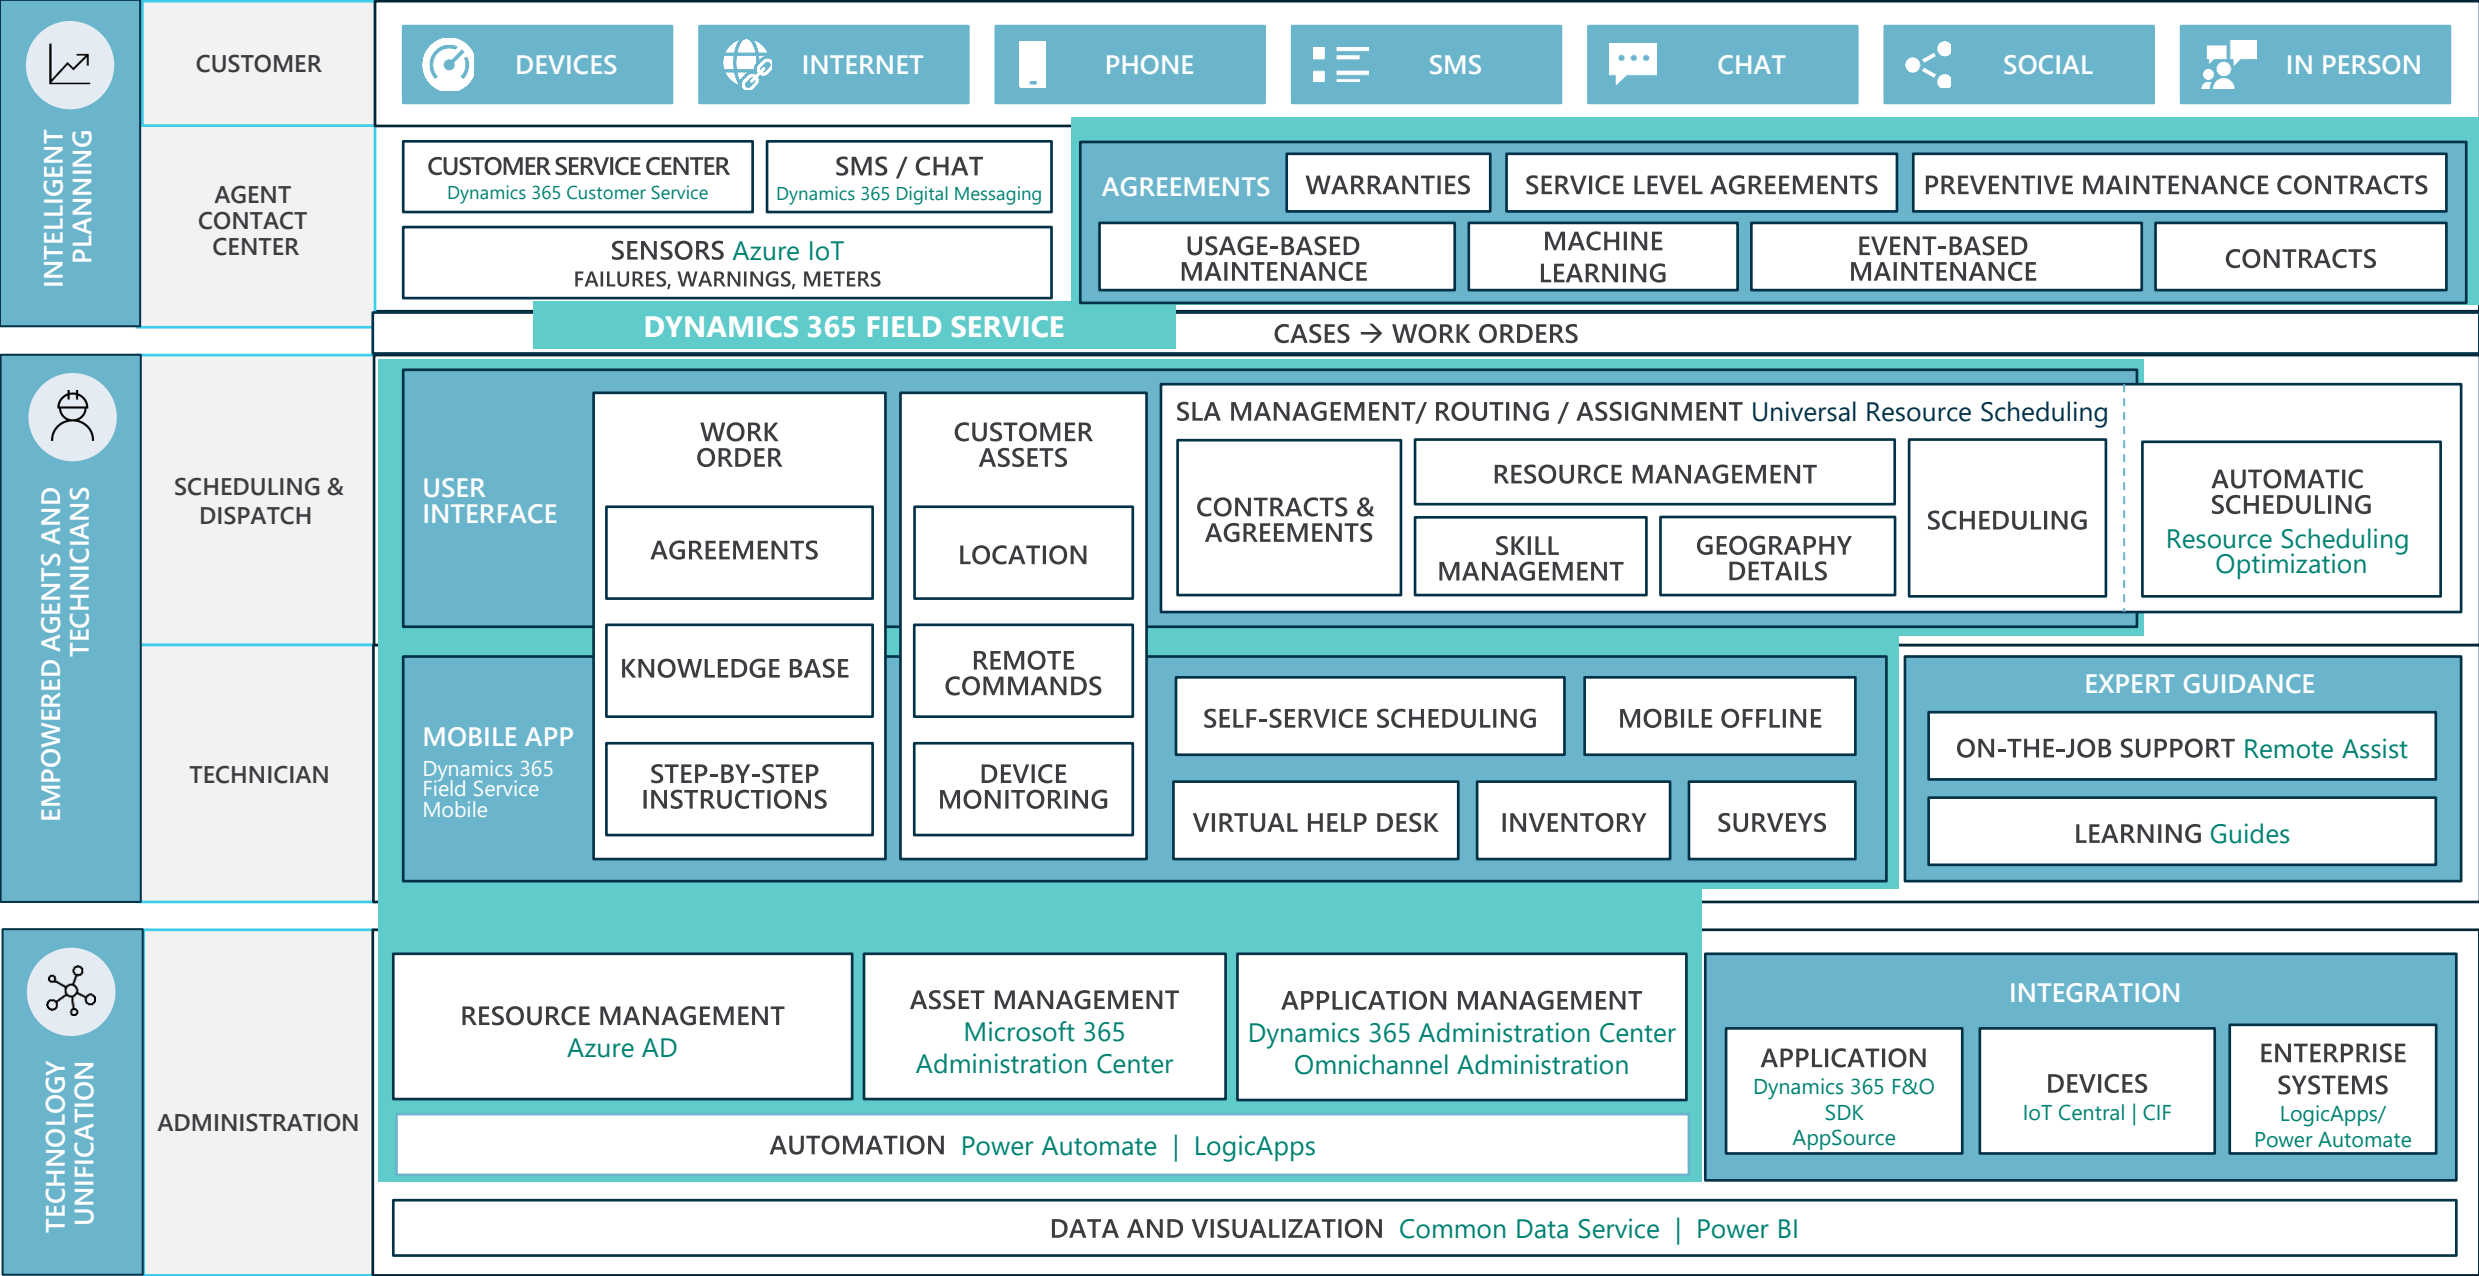 INTELLIGENT
PLANNING
CUSTOMER
DEVICES
INTERNET
PHONE
SMS
CHAT
SOCIAL
IN PERSON
AGENT
CONTACT
CENTER
CUSTOMER SERVICE CENTER
Dynamics 365 Customer Service
SMS / CHAT
Dynamics 365 Digital Messaging
SENSORS Azure IoT
FAILURES, WARNINGS, METERS
AGREEMENTS
WARRANTIES
SERVICE LEVEL AGREEMENTS
PREVENTIVE MAINTENANCE CONTRACTS
USAGE-BASED
MAINTENANCE
MACHINE
LEARNING
EVENT-BASED
MAINTENANCE
CONTRACTS
DYNAMICS 365 FIELD SERVICE
CASES → WORK ORDERS
EMPOWERED AGENTS AND
TECHNICIANS
SCHEDULING &
DISPATCH
USER
INTERFACE
WORK
ORDER
AGREEMENTS
KNOWLEDGE BASE
STEP-BY-STEP
INSTRUCTIONS
CUSTOMER
ASSETS
LOCATION
REMOTE
COMMANDS
DEVICE
MONITORING
SLA MANAGEMENT/ ROUTING / ASSIGNMENT Universal Resource Scheduling
CONTRACTS &
AGREEMENTS
RESOURCE MANAGEMENT
SKILL
MANAGEMENT
GEOGRAPHY
DETAILS
SCHEDULING
AUTOMATIC
SCHEDULING
Resource Scheduling
Optimization
TECHNICIAN
MOBILE APP
Dynamics 365
Field Service
Mobile
SELF-SERVICE SCHEDULING
MOBILE OFFLINE
VIRTUAL HELP DESK
INVENTORY
SURVEYS
EXPERT GUIDANCE
ON-THE-JOB SUPPORT Remote Assist
LEARNING Guides
TECHNOLOGY
UNIFICATION
ADMINISTRATION
RESOURCE MANAGEMENT
Azure AD
ASSET MANAGEMENT
Microsoft 365
Administration Center
APPLICATION MANAGEMENT
Dynamics 365 Administration Center
Omnichannel Administration
AUTOMATION Power Automate | LogicApps
INTEGRATION
APPLICATION
Dynamics 365 F&O
SDK
AppSource
DEVICES
IoT Central | CIF
ENTERPRISE
SYSTEMS
LogicApps/
Power Automate
DATA AND VISUALIZATION Common Data Service | Power BI